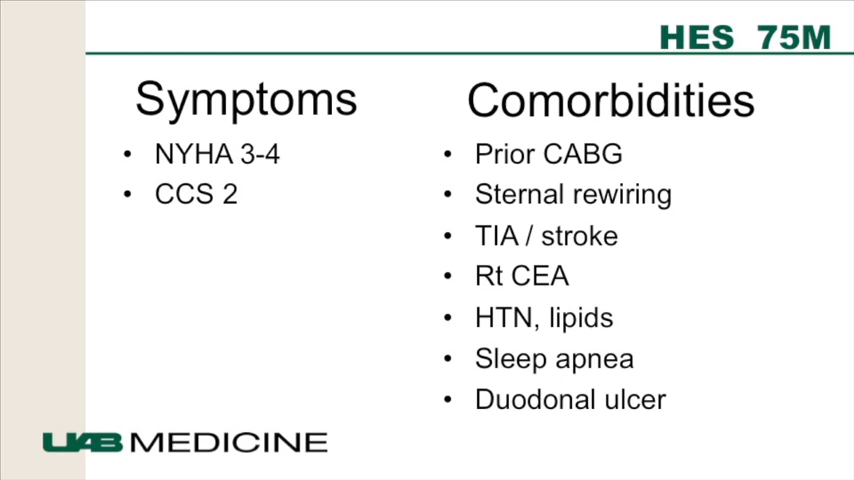 HES 75M
Symptoms
• NYHA 3-4
• CCS 2
Comorbidities
• Prior CABG
• Sternal rewiring
• TIA / stroke
• Rt CEA
• HTN, lipids
• Sleep apnea
• Duodonal ulcer
UAB MEDICINE